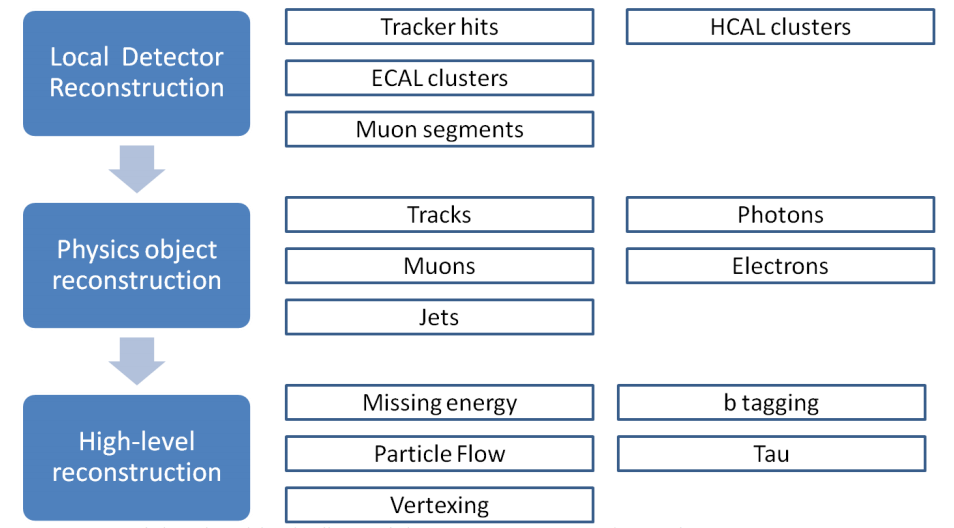 Local Detector
Reconstruction
Tracker hits
HCAL clusters
ECAL clusters
Muon segments
Physics object
reconstruction
Tracks
Photons
Muons
Electrons
Jets
High-level
reconstruction
Missing energy
b tagging
Particle Flow
Tau
Vertexing